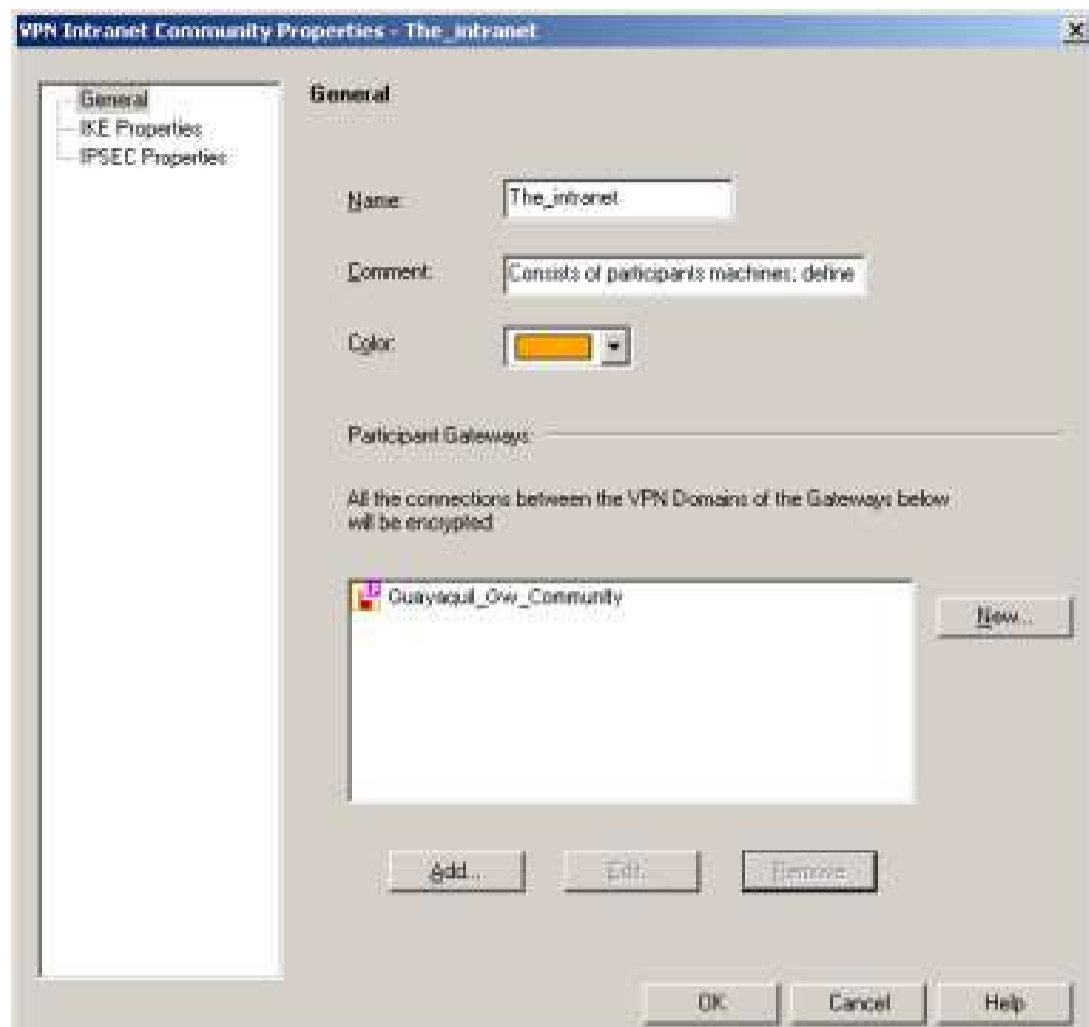 VPN Intranet Community Properties - The_intranet
General
IKE Properties
IPSEC Properties
General
Name:
The_intranet
Comment:
Consists of participants machines; define
Color:
Participant Gateways
All the connections between the VPN Domains of the Gateways below
will be encrypted
Guayaquil_Gw_Community
New...
Add...
Edit...
Remove
OK
Cancel
Help